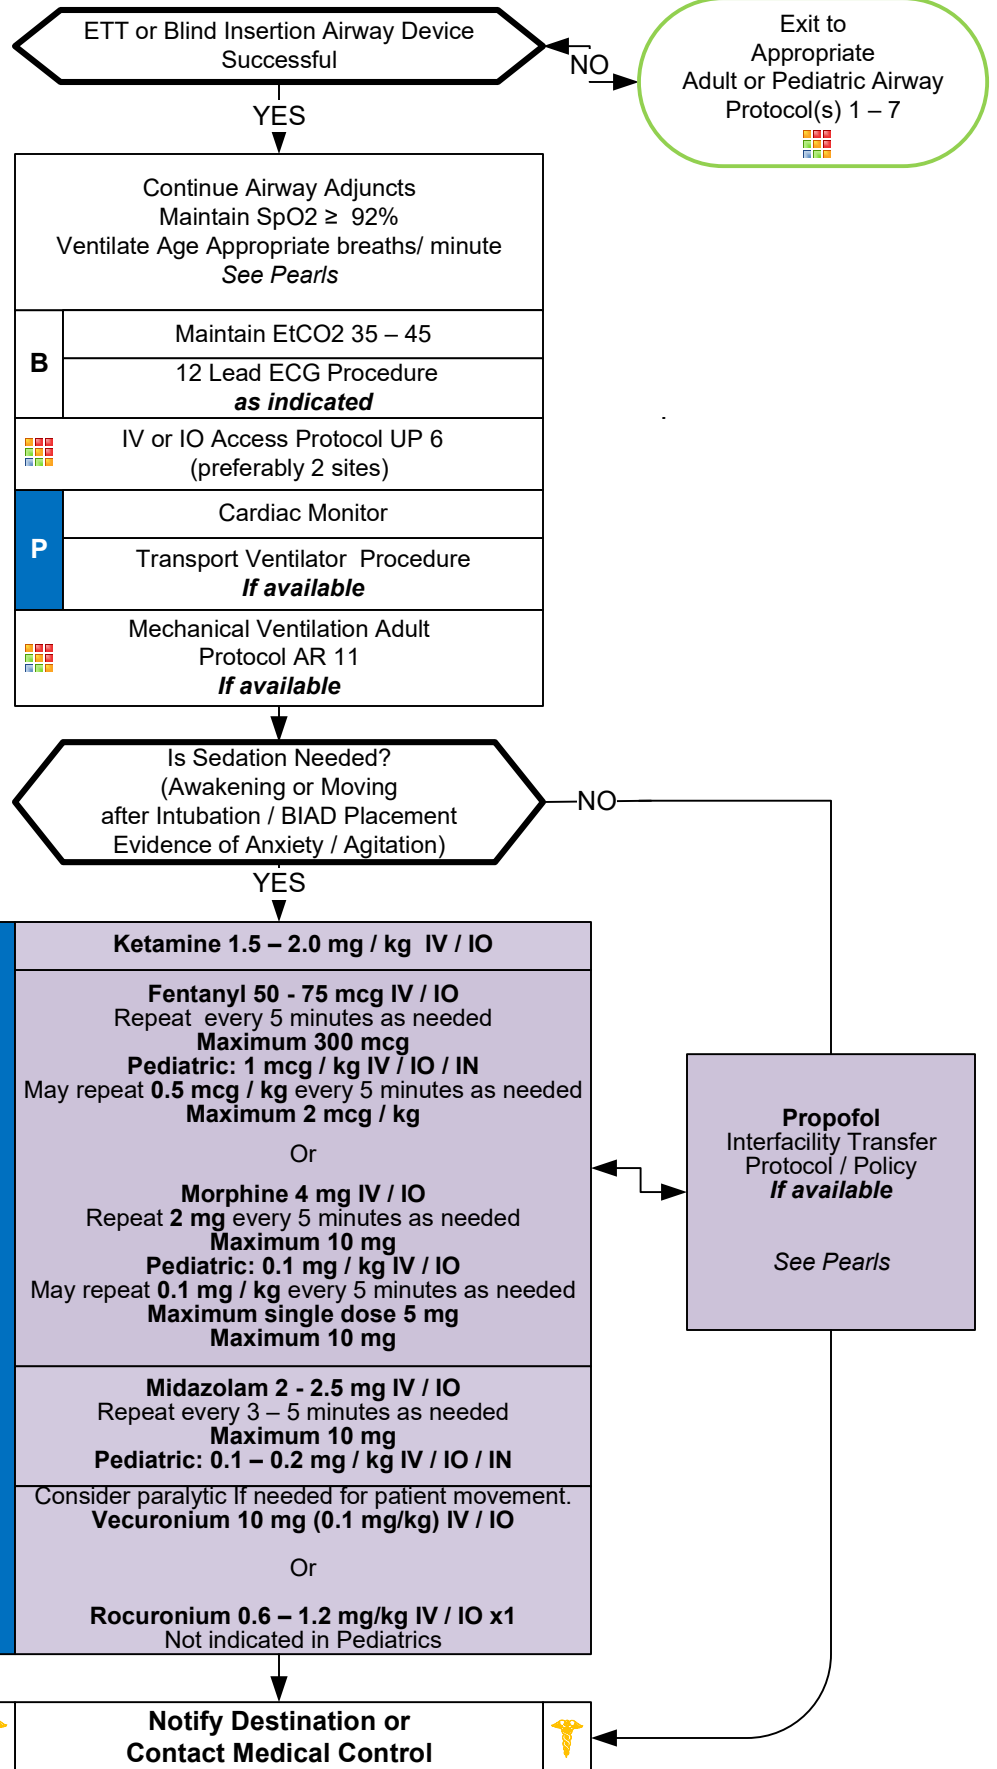 ETT or Blind Insertion Airway Device
Successful
NO
Exit to
Appropriate
Adult or Pediatric Airway
Protocol(s) 1 – 7
YES
Continue Airway Adjuncts
Maintain SpO2 ≥ 92%
Ventilate Age Appropriate breaths/ minute
See Pearls
B
Maintain EtCO2 35 – 45
12 Lead ECG Procedure
as indicated
IV or IO Access Protocol UP 6
(preferably 2 sites)
P
Cardiac Monitor
Transport Ventilator Procedure
If available
Mechanical Ventilation Adult
Protocol AR 11
If available
Is Sedation Needed?
(Awakening or Moving
after Intubation / BIAD Placement
Evidence of Anxiety / Agitation)
NO
YES
Ketamine 1.5 – 2.0 mg / kg IV / IO
Fentanyl 50 - 75 mcg IV / IO
Repeat every 5 minutes as needed
Maximum 300 mcg
Pediatric: 1 mcg / kg IV / IO / IN
May repeat 0.5 mcg / kg every 5 minutes as needed
Maximum 2 mcg / kg
Or
Morphine 4 mg IV / IO
Repeat 2 mg every 5 minutes as needed
Maximum 10 mg
Pediatric: 0.1 mg / kg IV / IO
May repeat 0.1 mg / kg every 5 minutes as needed
Maximum single dose 5 mg
Maximum 10 mg
Midazolam 2 - 2.5 mg IV / IO
Repeat every 3 – 5 minutes as needed
Maximum 10 mg
Pediatric: 0.1 – 0.2 mg / kg IV / IO / IN
Consider paralytic If needed for patient movement.
Vecuronium 10 mg (0.1 mg/kg) IV / IO
Or
Rocuronium 0.6 – 1.2 mg/kg IV / IO x1
Not indicated in Pediatrics
Propofol
Interfacility Transfer
Protocol / Policy
If available
See Pearls
Notify Destination or
Contact Medical Control